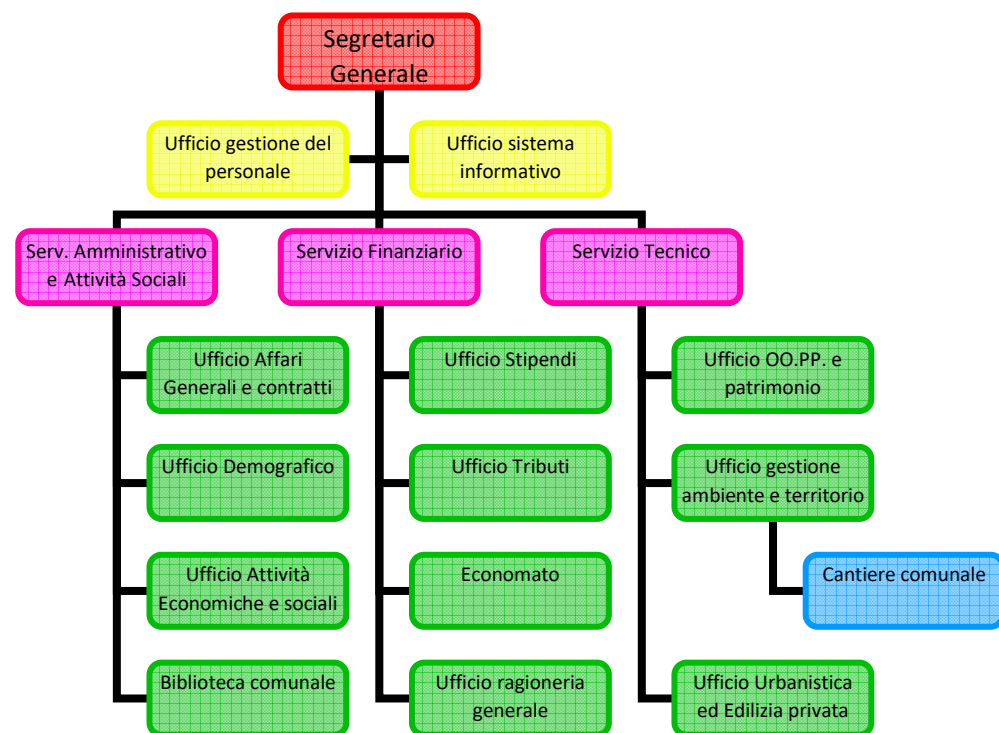 Segretario
Generale
Ufficio gestione del
personale
Ufficio sistema
informativo
Serv. Amministrativo
e Attività Sociali
Servizio Finanziario
Servizio Tecnico
Ufficio Affari
Generali e contratti
Ufficio Stipendi
Ufficio OO.PP. e
patrimonio
Ufficio Demografico
Ufficio Tributi
Ufficio gestione
ambiente e territorio
Ufficio Attività
Economiche e sociali
Economato
Cantiere comunale
Biblioteca comunale
Ufficio ragioneria
generale
Ufficio Urbanistica
ed Edilizia privata